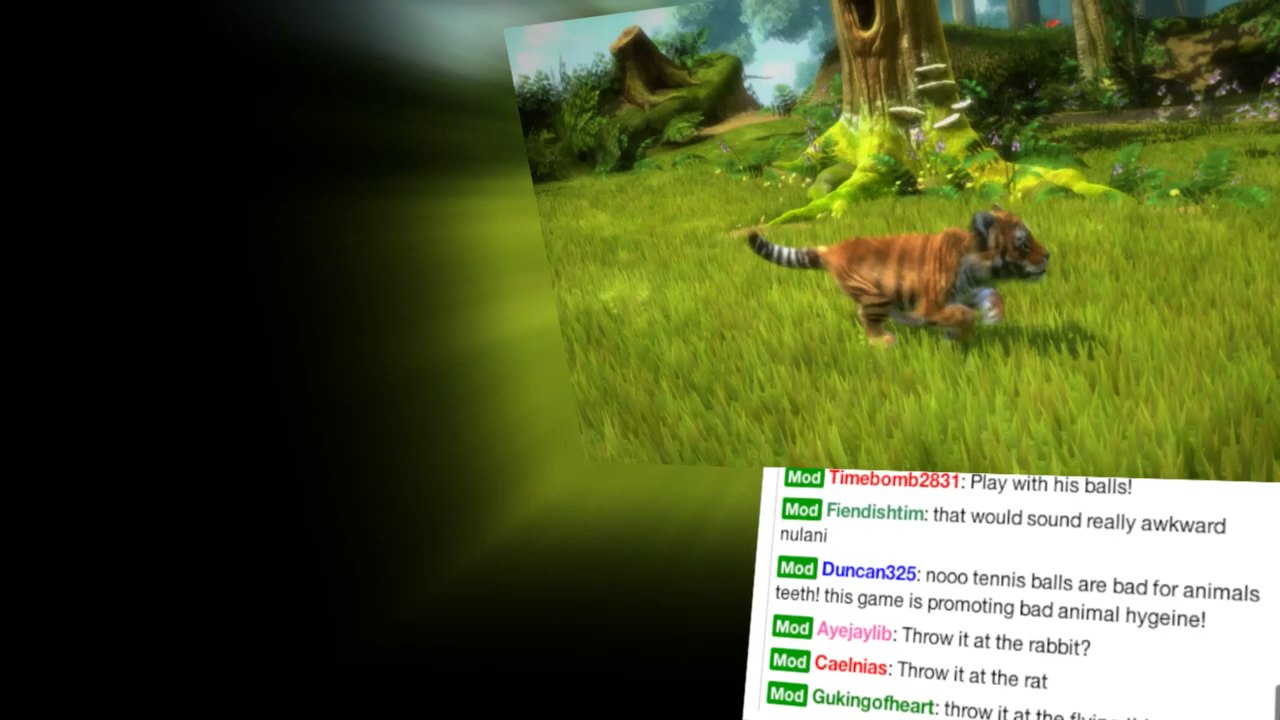 Mod Timebomb2831: Play with his balls!
Mod Fiendishtim: that would sound really awkward
nulani
Mod Duncan325: nooo tennis balls are bad for animals
teeth! this game is promoting bad animal hygeine!
Mod Ayejaylib: Throw it at the rabbit?
Mod Caelnias: Throw it at the rat
Mod Gukingofheart: throw it at the